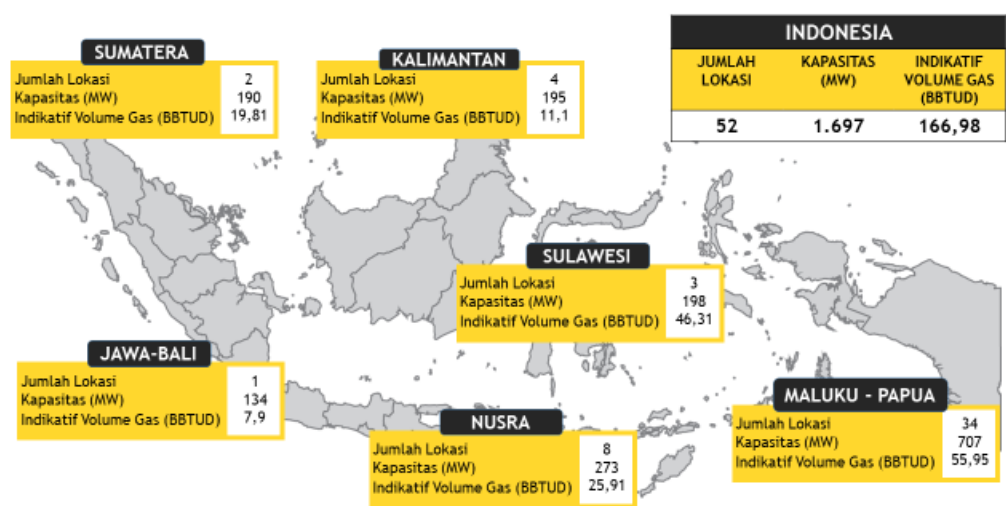 INDONESIA
JUMLAH LOKASI KAPASITAS (MW) INDIKATIF VOLUME GAS (BBTUD)
52 1.697 166,98
SUMATERA
Jumlah Lokasi 2
Kapasitas (MW) 190
Indikatif Volume Gas (BBTUD) 19,81
KALIMANTAN
Jumlah Lokasi 4
Kapasitas (MW) 195
Indikatif Volume Gas (BBTUD) 11,1
SULAWESI
Jumlah Lokasi 3
Kapasitas (MW) 198
Indikatif Volume Gas (BBTUD) 46,31
JAWA-BALI
Jumlah Lokasi 1
Kapasitas (MW) 134
Indikatif Volume Gas (BBTUD) 7,9
NUSRA
Jumlah Lokasi 8
Kapasitas (MW) 273
Indikatif Volume Gas (BBTUD) 25,91
MALUKU - PAPUA
Jumlah Lokasi 34
Kapasitas (MW) 707
Indikatif Volume Gas (BBTUD) 55,95